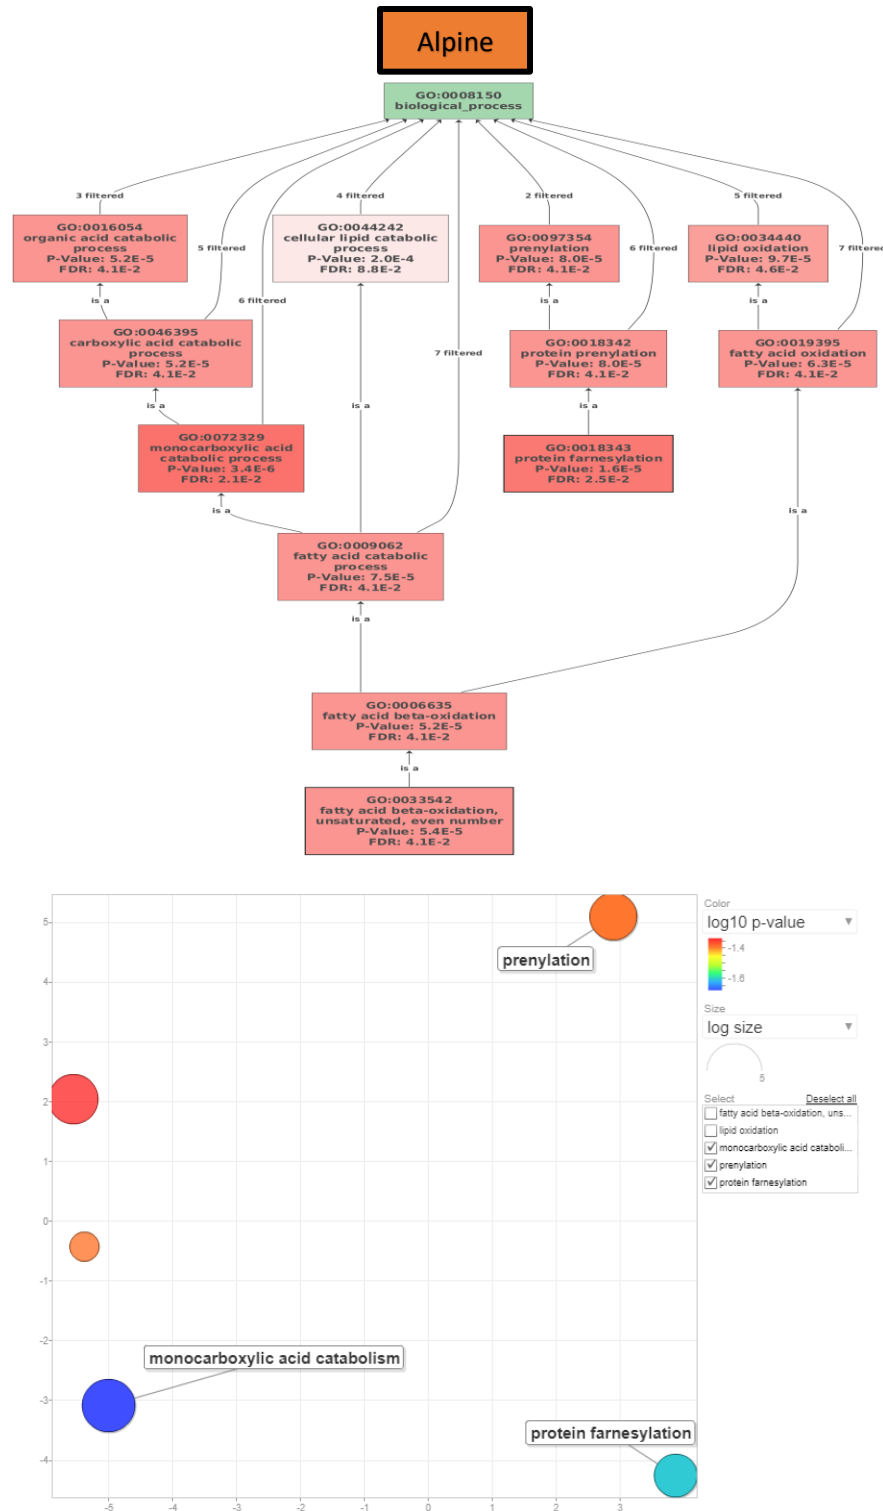 Alpine
GO:0008150
biological_process
3 filtered
4 filtered
2 filtered
5 filtered
GO:0016054
organic acid catabolic
process
P-Value: 5.2E-5
FDR: 4.1E-2
5 filtered
GO:0044242
cellular lipid catabolic
process
P-Value: 2.0E-4
FDR: 8.8E-2
GO:0097354
prenylation
P-Value: 8.0E-5
FDR: 4.1E-2
6 filtered
GO:0034440
lipid oxidation
P-Value: 9.7E-5
FDR: 4.6E-2
7 filtered
is a
6 filtered
is a
is a
GO:0046395
carboxylic acid catabolic
process
P-Value: 5.2E-5
FDR: 4.1E-2
7 filtered
GO:0018342
protein prenylation
P-Value: 8.0E-5
FDR: 4.1E-2
GO:0019395
fatty acid oxidation
P-Value: 6.3E-5
FDR: 4.1E-2
is a
is a
is a
GO:0072329
monocarboxylic acid
catabolic process
P-Value: 3.4E-6
FDR: 2.1E-2
GO:0018343
protein farnesylation
P-Value: 1.6E-5
FDR: 2.5E-2
is a
is a
GO:0009062
fatty acid catabolic
process
P-Value: 7.5E-5
FDR: 4.1E-2
is a
GO:0006635
fatty acid beta-oxidation
P-Value: 5.2E-5
FDR: 4.1E-2
is a
GO:0033542
fatty acid beta-oxidation,
unsaturated, even number
P-Value: 5.4E-5
FDR: 4.1E-2
5
4
3
2
1
0
-1
-2
-3
-4
-5 -4 -3 -2 -1 0 1 2 3
prenylation
monocarboxylic acid catabolism
protein farnesylation
Color
log10 p-value
-1.4
-1.6
Size
log size
5
Select Deselect all
fatty acid beta-oxidation, uns...
lipid oxidation
monocarboxylic acid cataboli...
prenylation
protein farnesylation